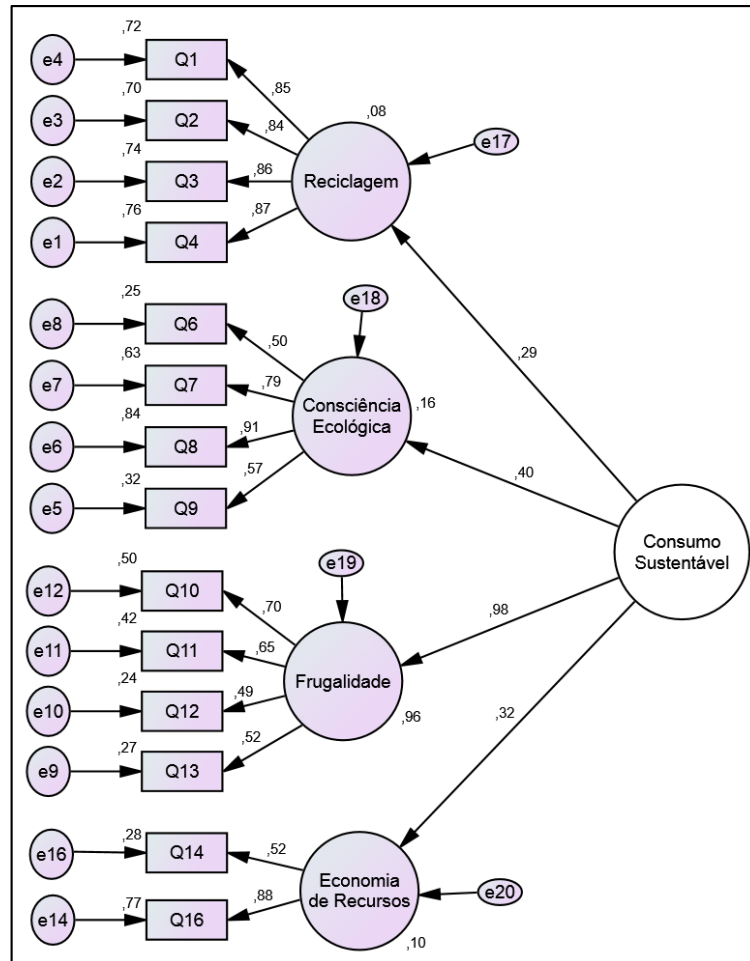 ,72
e4
Q1
,85
,70
e3
Q2
,84
,08
e17
,74
e2
Q3
,86
Reciclagem
,76
e1
Q4
,87
,25
e8
Q6
,50
e18
,29
,63
e7
Q7
,79
Consciência
Ecológica
,16
,84
e6
Q8
,91
,40
,32
e5
Q9
,57
Consumo
Sustentável
,50
e12
Q10
,70
e19
,98
,42
e11
Q11
,65
,24
e10
Q12
,49
Frugalidade
,96
,32
,27
e9
Q13
,52
,28
e16
Q14
,52
Economia
de Recursos
e20
,77
e14
Q16
,88
,10